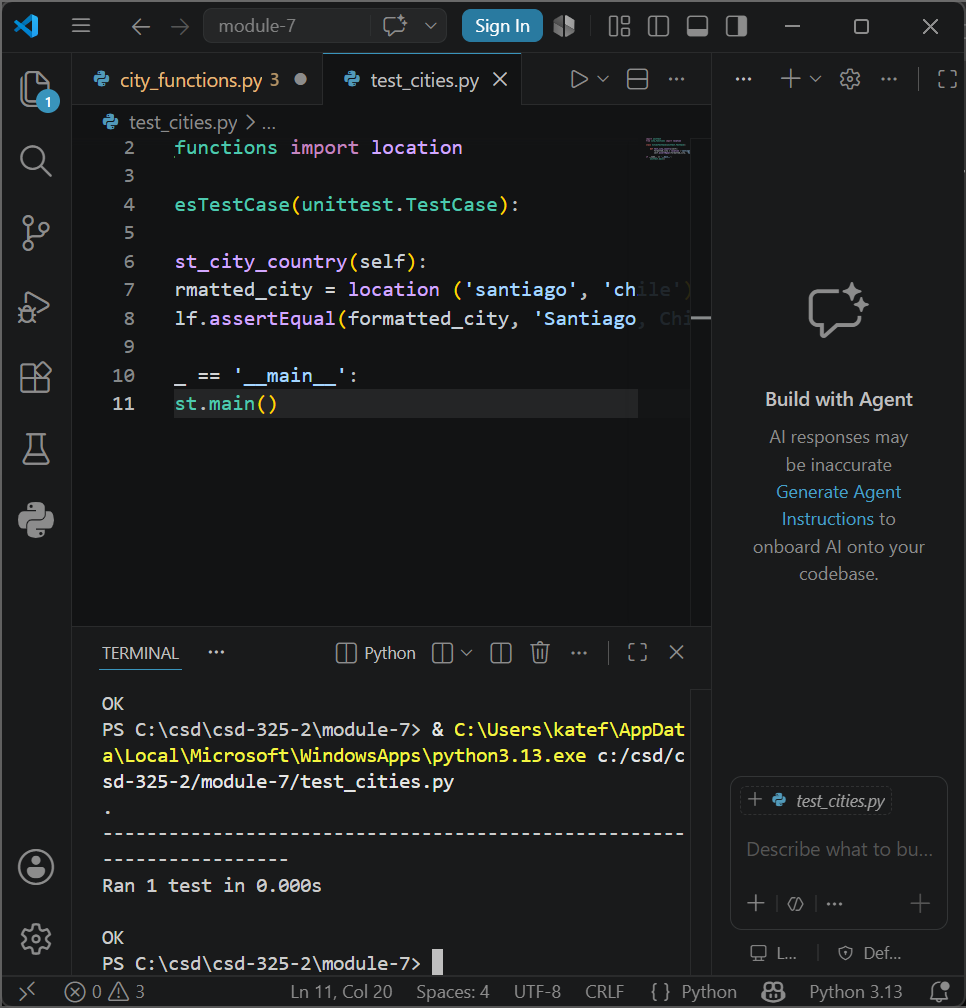 module-7
Sign In
city_functions.py 3
test_cities.py
1
test_cities.py > ...
2 functions import location
3
4 esTestCase(unittest.TestCase):
5
6 st_city_country(self):
7 rmatted_city = location ('santiago', 'chile')
8 lf.assertEqual(formatted_city, 'Santiago, Chi
9
10 _ == '__main__':
11 st.main()
Build with Agent
AI responses may
be inaccurate
Generate Agent
Instructions to
onboard AI onto your
codebase.
TERMINAL
Python
OK
PS C:\csd\csd-325-2\module-7> & C:\Users\katef\AppDat
a\Local\Microsoft\WindowsApps\python3.13.exe c:/csd/c
sd-325-2/module-7/test_cities.py
.
-----------------------------------------------------
-----------------
Ran 1 test in 0.000s
OK
PS C:\csd\csd-325-2\module-7>
test_cities.py
Describe what to bu...
L...
Def...
0
3
Ln 11, Col 20
Spaces: 4
UTF-8
CRLF
{ } Python
Python 3.13